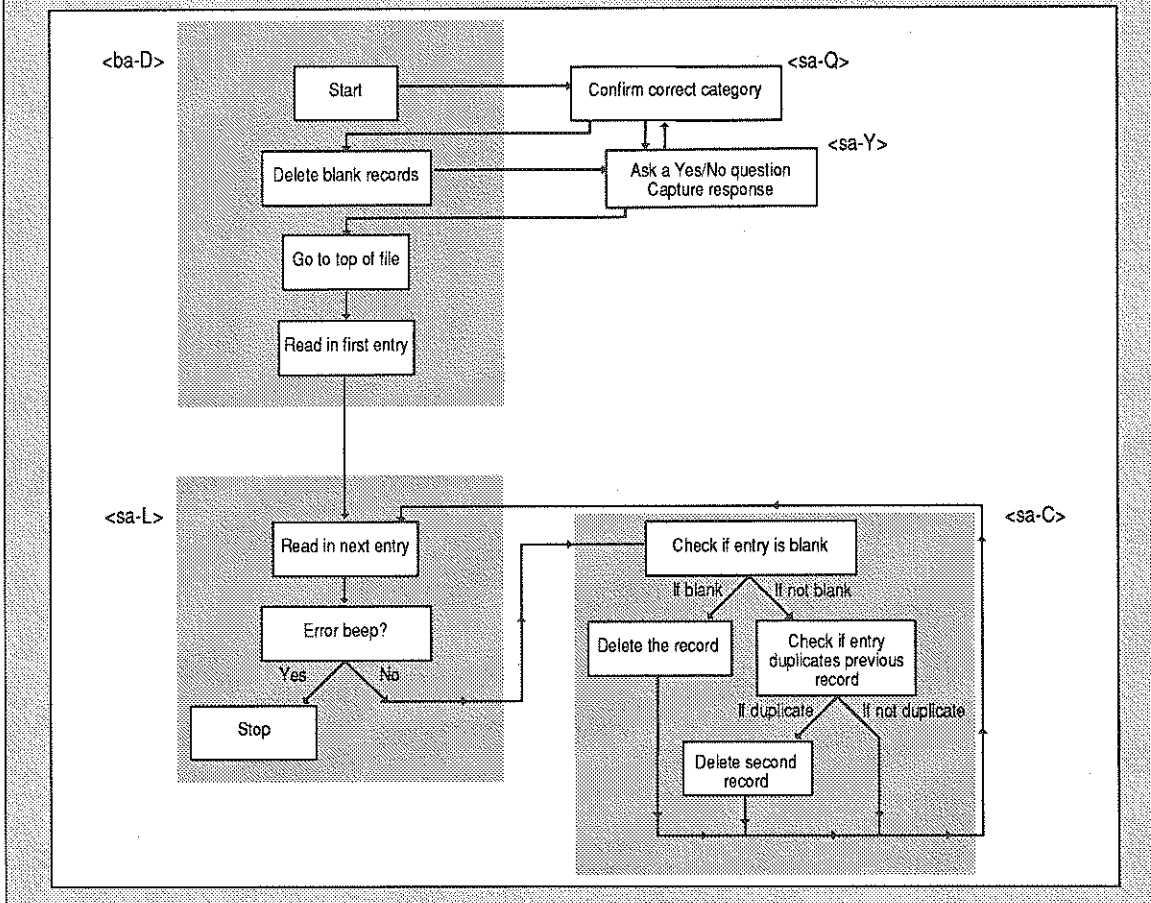 <ba-D>
Start
Confirm correct category
<sa-Q>
<sa-Y>
Delete blank records
Ask a Yes/No question
Capture response
Go to top of file
Read in first entry
<sa-L>
Read in next entry
Error beep?
Yes
No
Stop
<sa-C>
Check if entry is blank
If blank
If not blank
Delete the record
Check if entry
duplicates previous
record
If duplicate
If not duplicate
Delete second
record